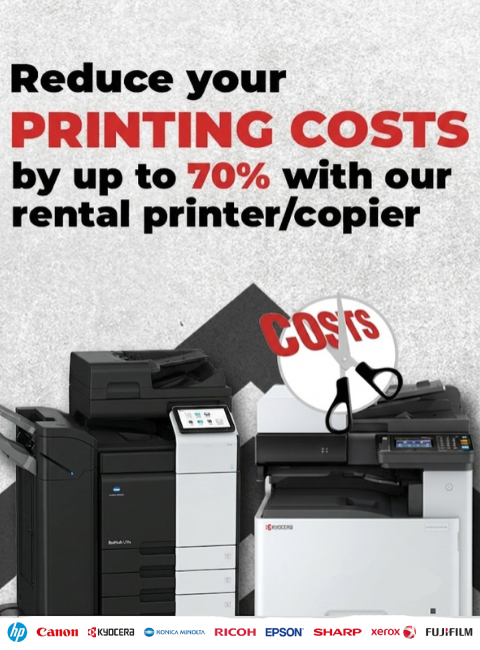 Reduce your
PRINTING COSTS
by up to 70% with our
rental printer/copier
COSTS
KYOCERA
hp Canon KYOCERA KONICA MINOLTA RICOH EPSON SHARP xerox FUJIFILM